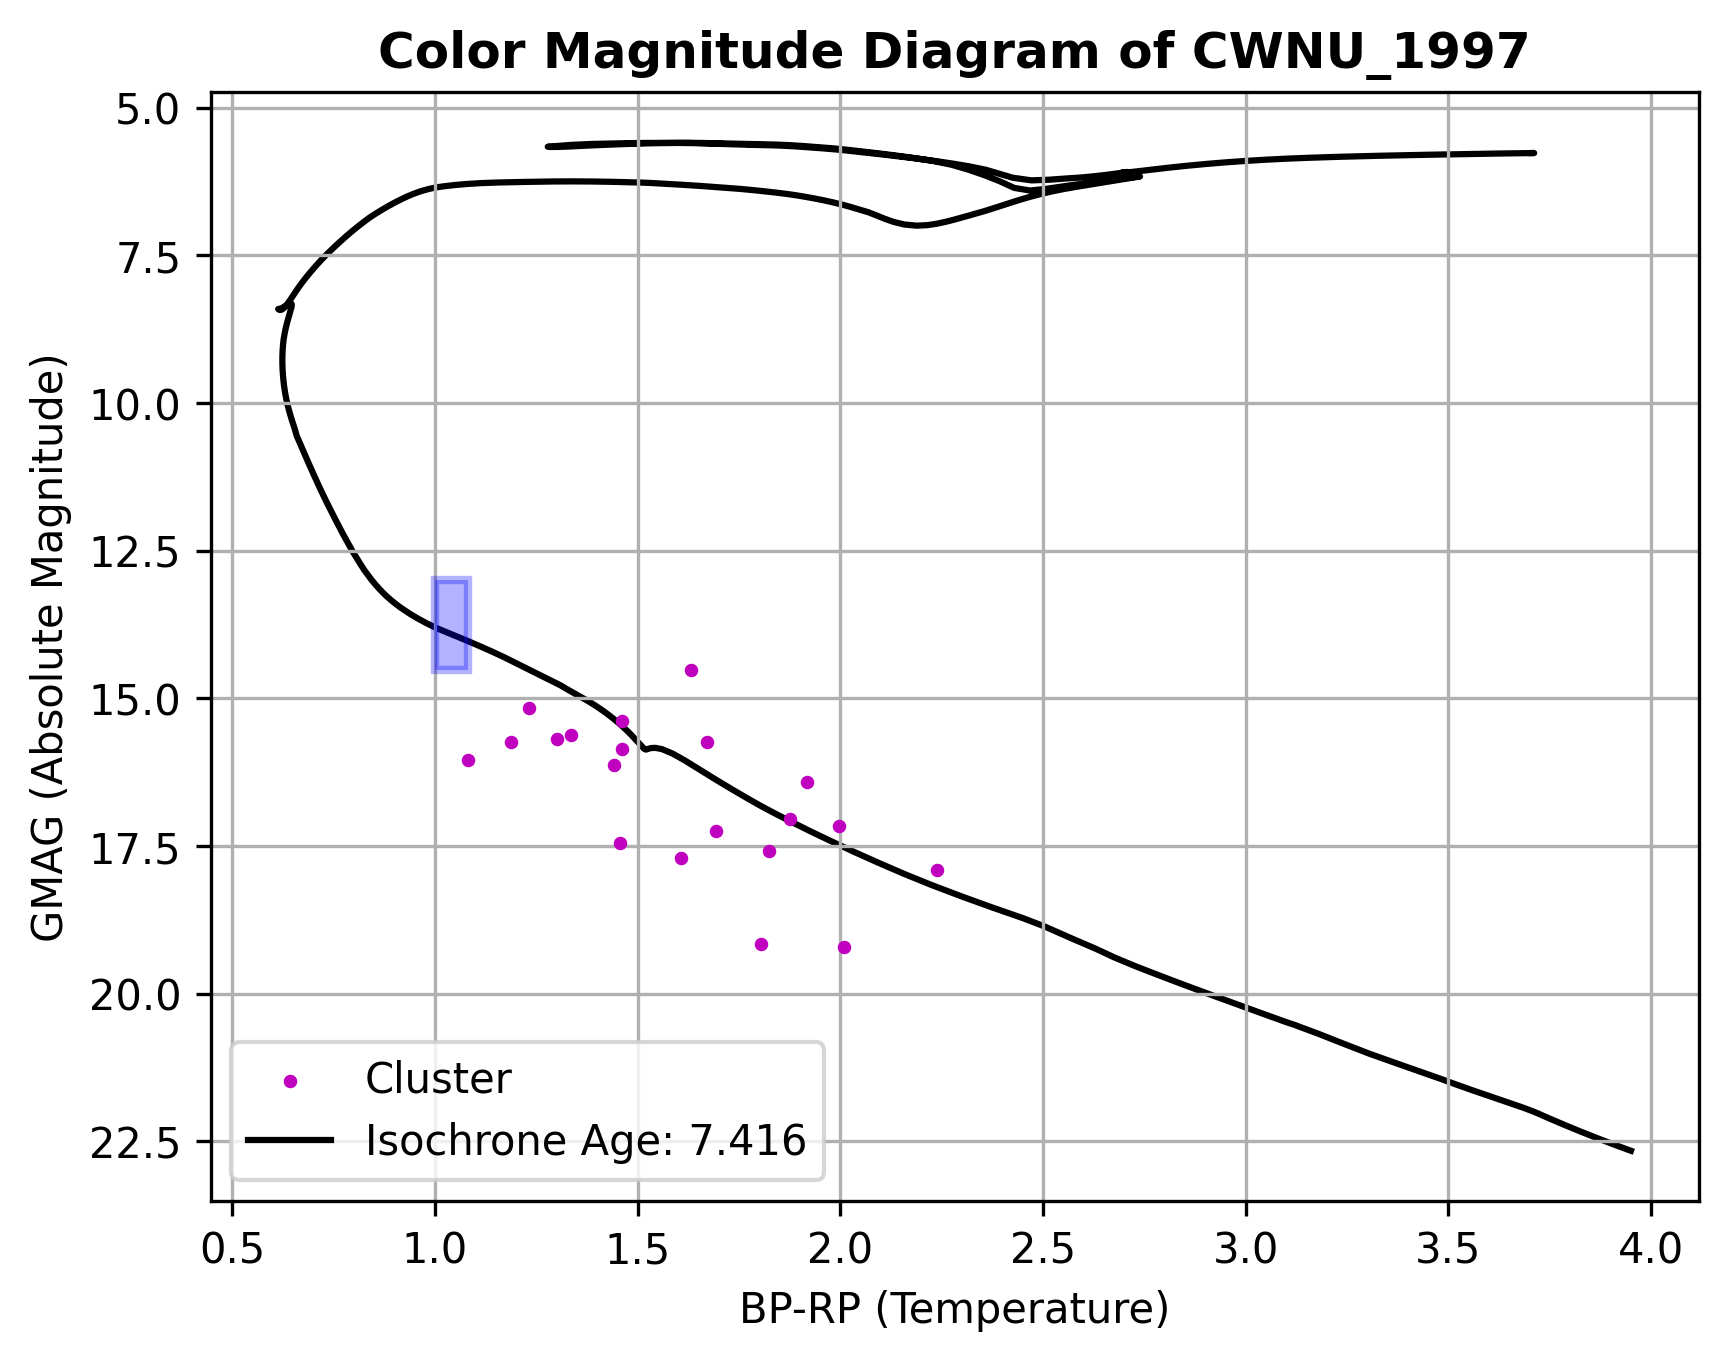 Color Magnitude Diagram of CWNU_1997
GMAG (Absolute Magnitude)
5.0
7.5
10.0
12.5
15.0
17.5
20.0
22.5
Cluster
Isochrone Age: 7.416
0.5 1.0 1.5 2.0 2.5 3.0 3.5 4.0
BP-RP (Temperature)